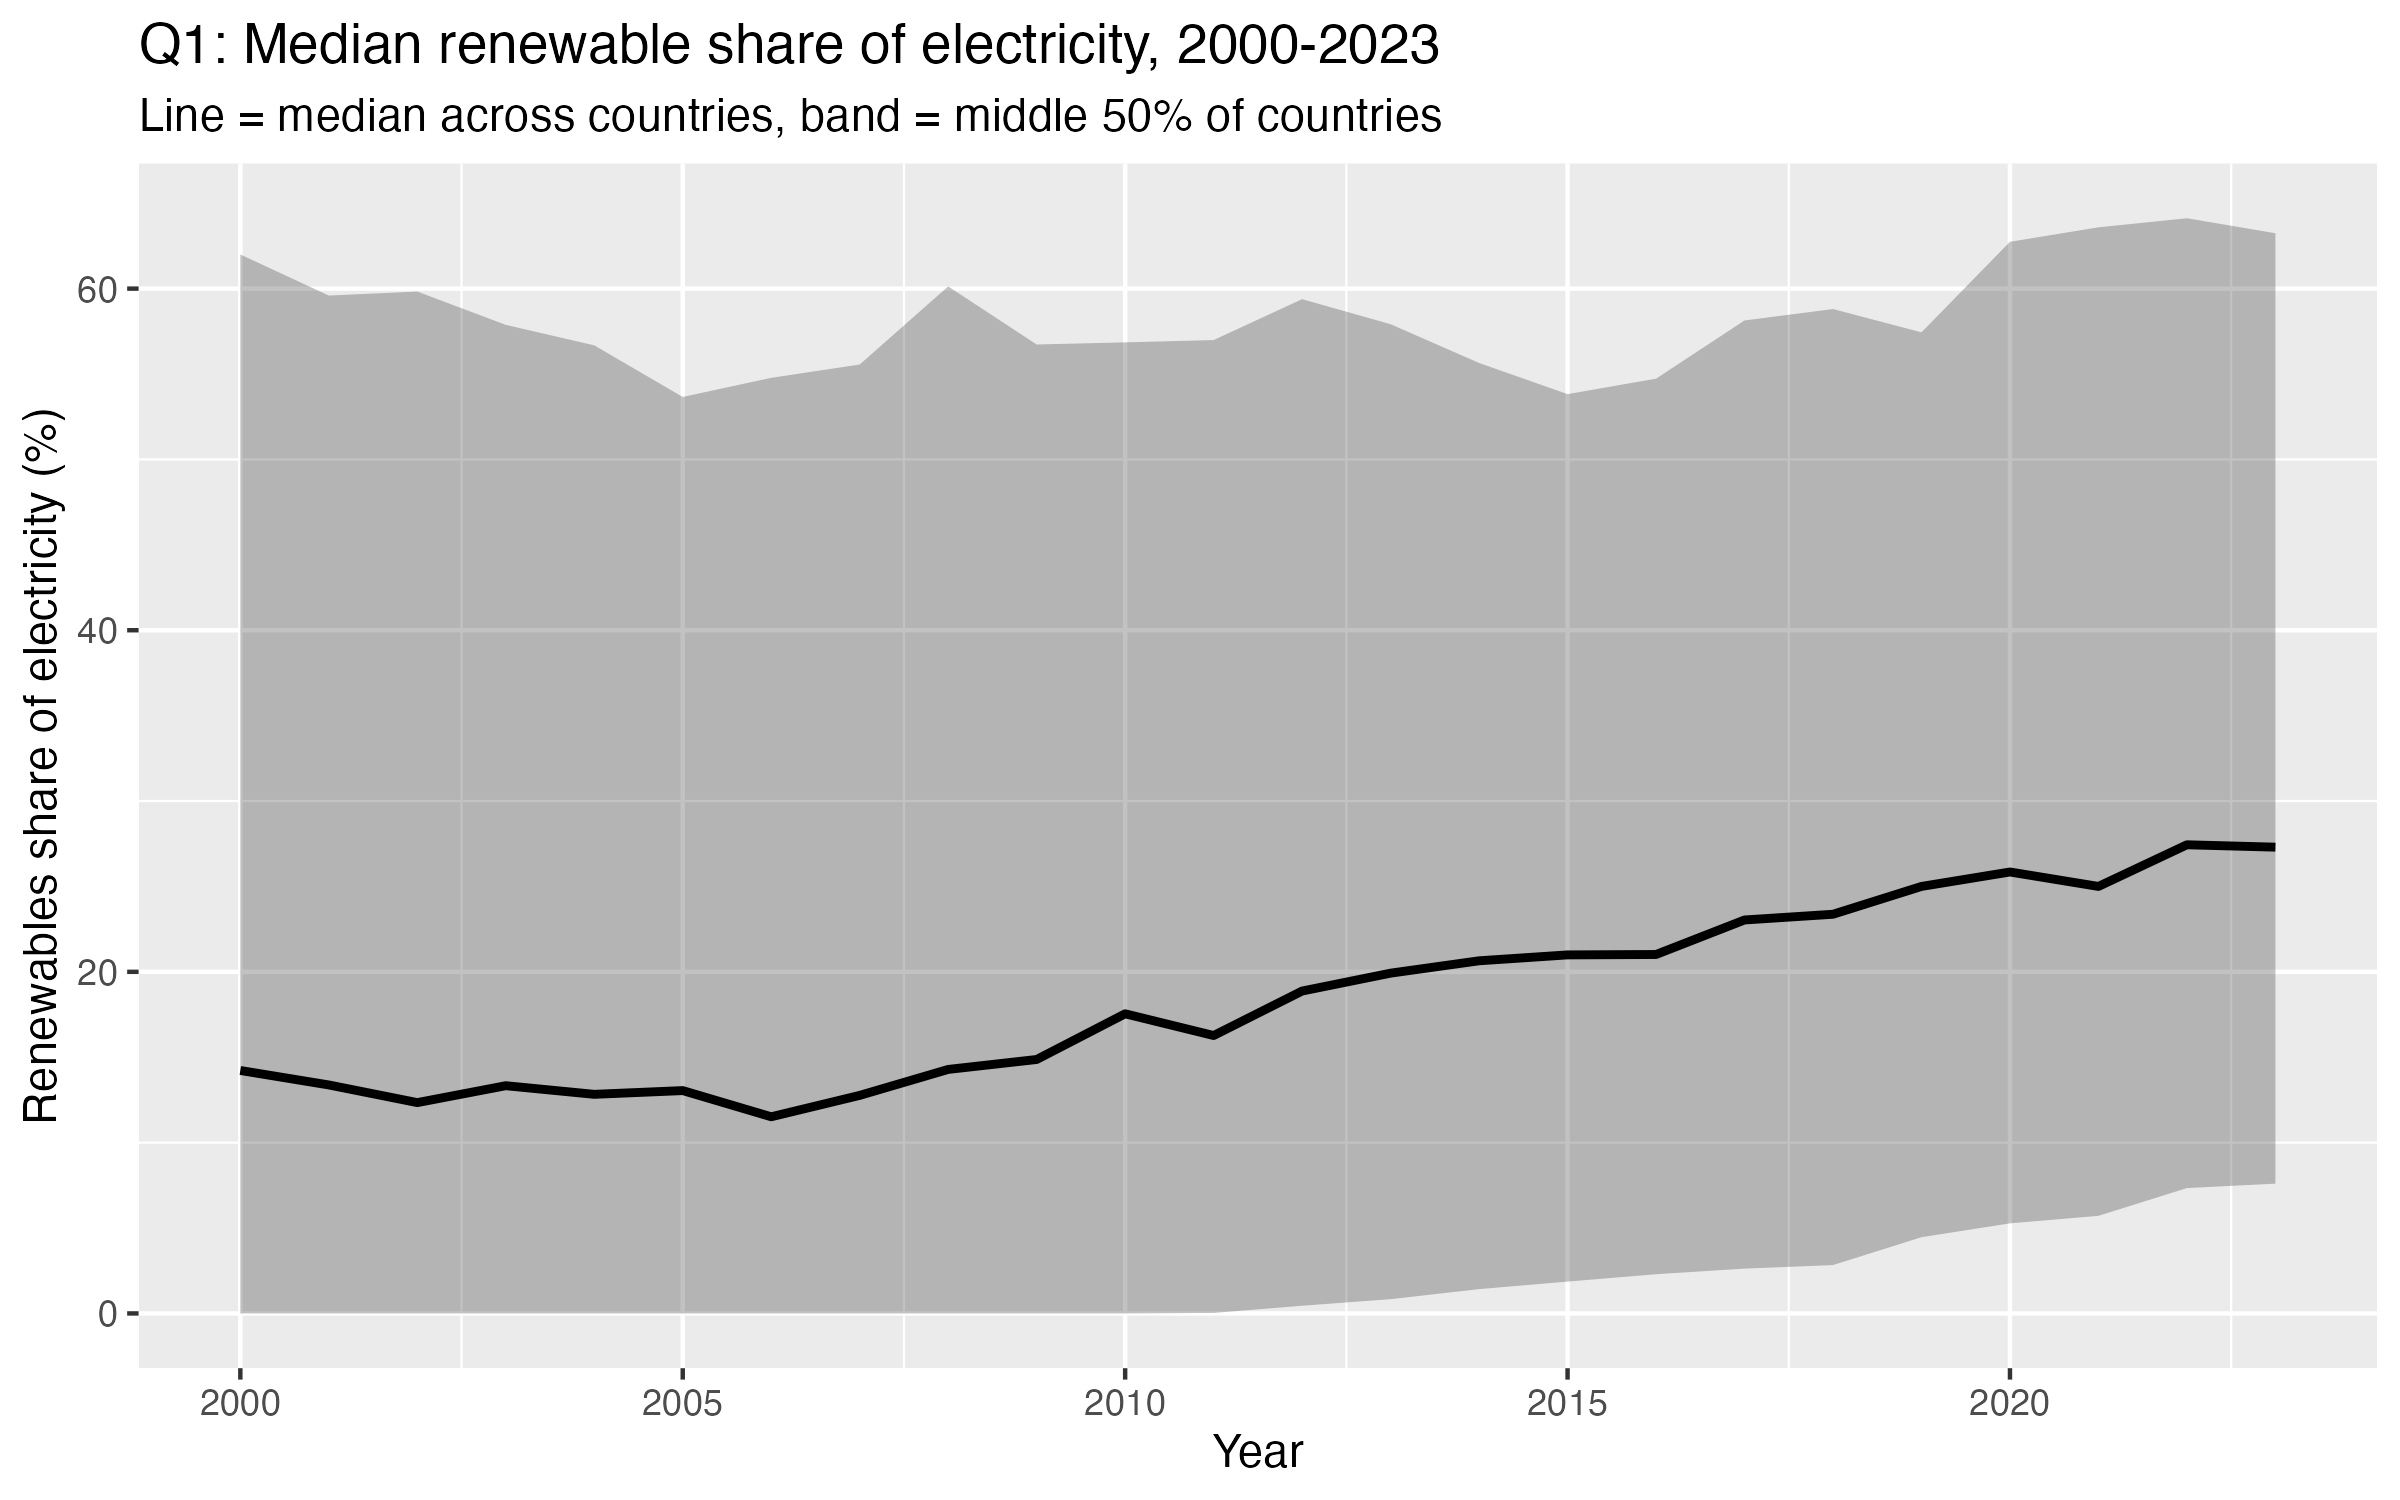 Q1: Median renewable share of electricity, 2000-2023
Line = median across countries, band = middle 50% of countries
Renewables share of electricity (%)
60
40
20
0
2000
2005
2010
2015
2020
Year